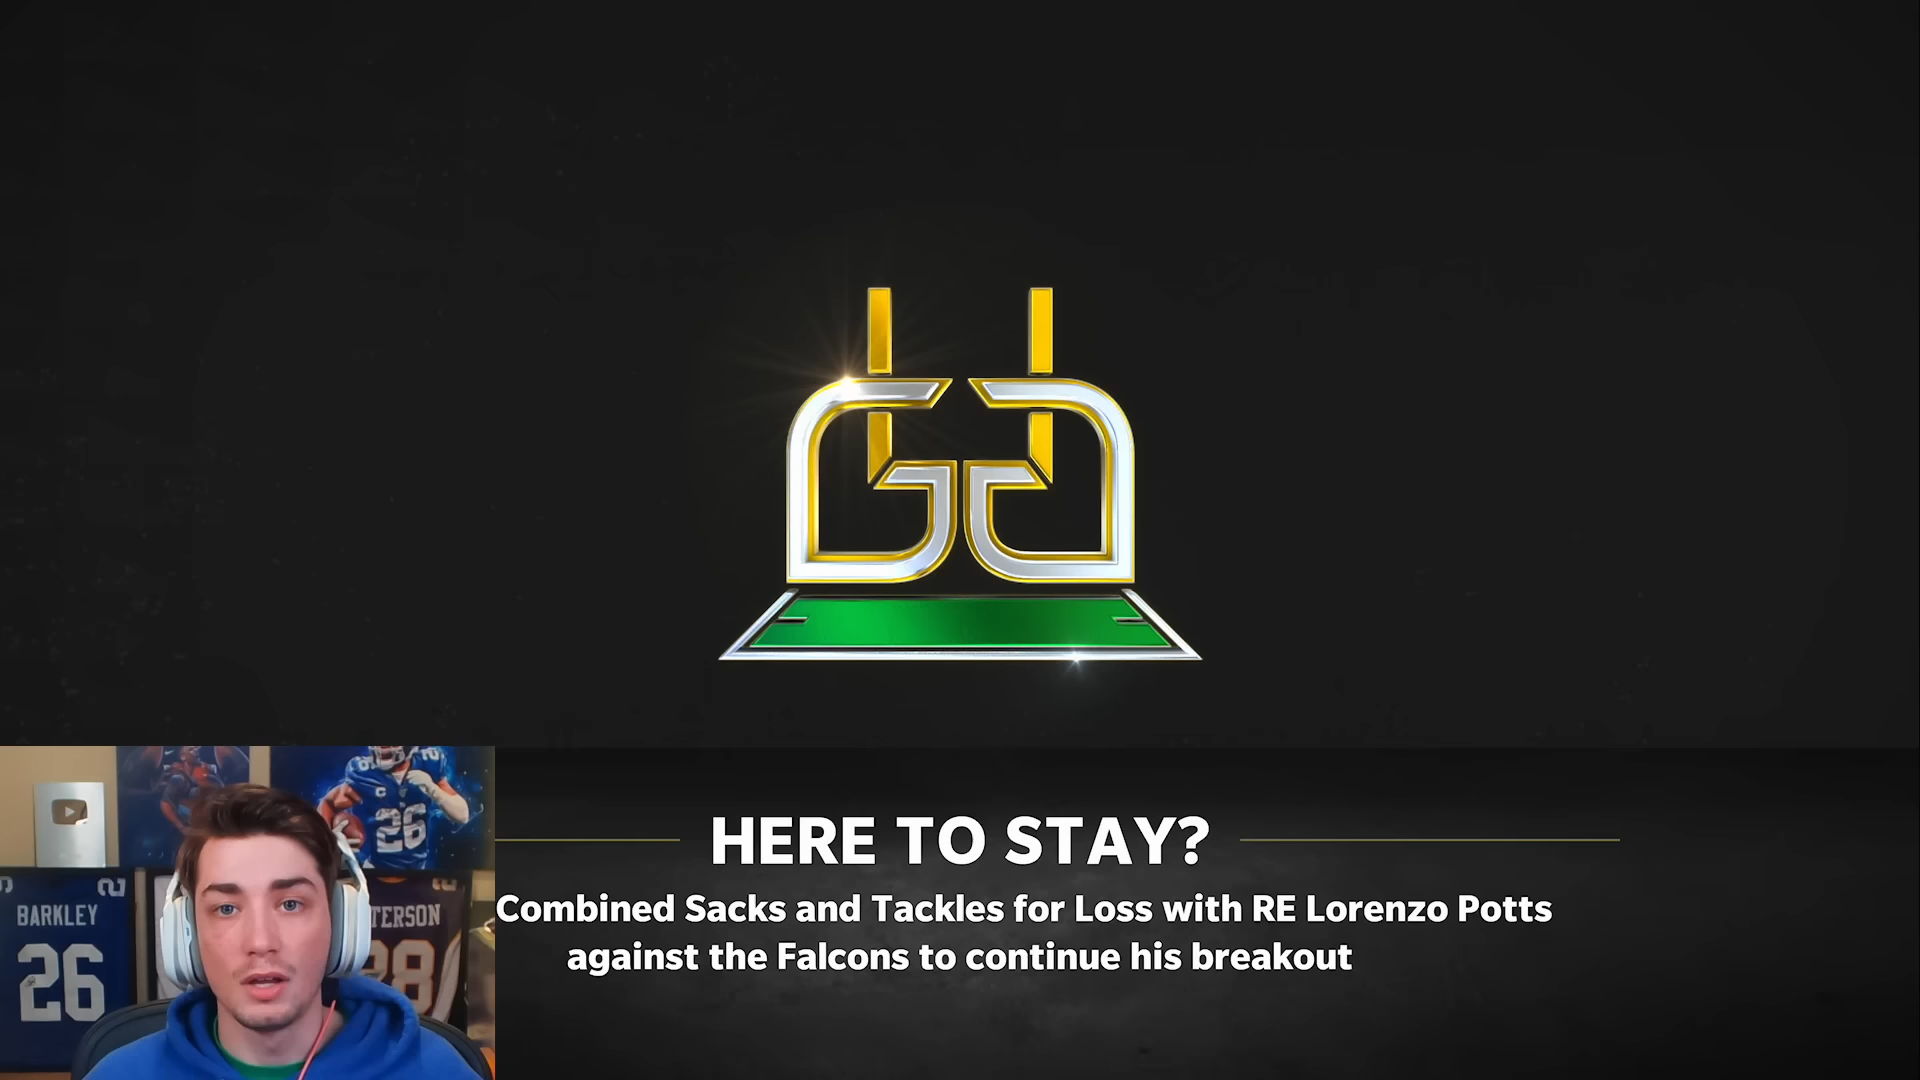 HERE TO STAY?
Combined Sacks and Tackles for Loss with RE Lorenzo Potts
against the Falcons to continue his breakout
26
BARKLEY
26
TERSON
28